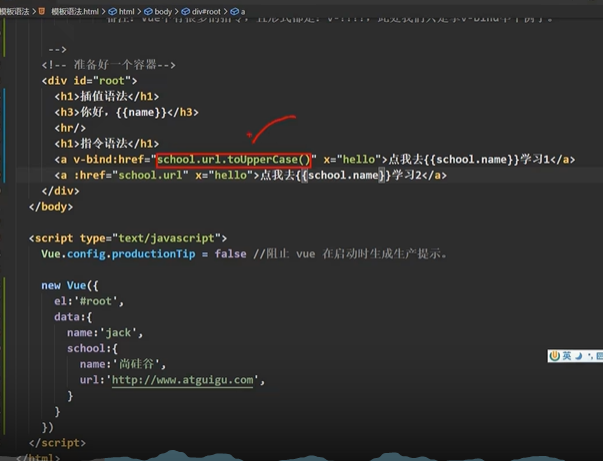 模板语法 > 模板语法.html > html > body > div#root > a
备注：Vue中有很多的指令，且形式都是：v-????，此处我们只是拿v-bind举个例子。
-->
<!-- 准备好一个容器-->
<div id="root">
<h1>插值语法</h1>
<h3>你好，{{name}}</h3>
<hr/>
<h1>指令语法</h1>
<a v-bind:href="school.url.toUpperCase()" x="hello">点我去{{school.name}}学习1</a>
<a :href="school.url" x="hello">点我去{{school.name}}学习2</a>
</div>
</body>
<script type="text/javascript">
Vue.config.productionTip = false //阻止 vue 在启动时生成生产提示。
new Vue({
el:'#root',
data:{
name:'jack',
school:{
name:'尚硅谷',
url:'http://www.atguigu.com',
}
}
})
</script>
</html>
英